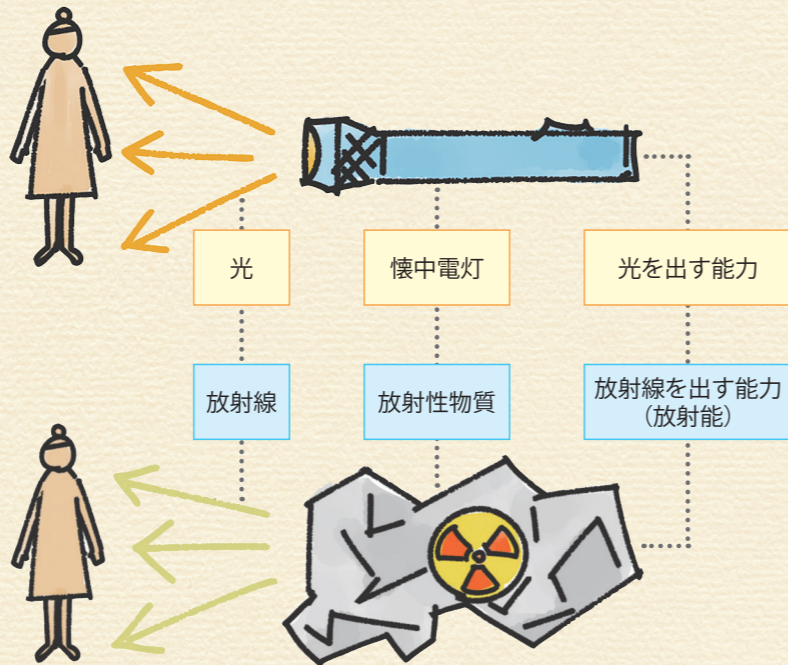 光
懐中電灯
光を出す能力
放射線
放射性物質
放射線を出す能力
（放射能）